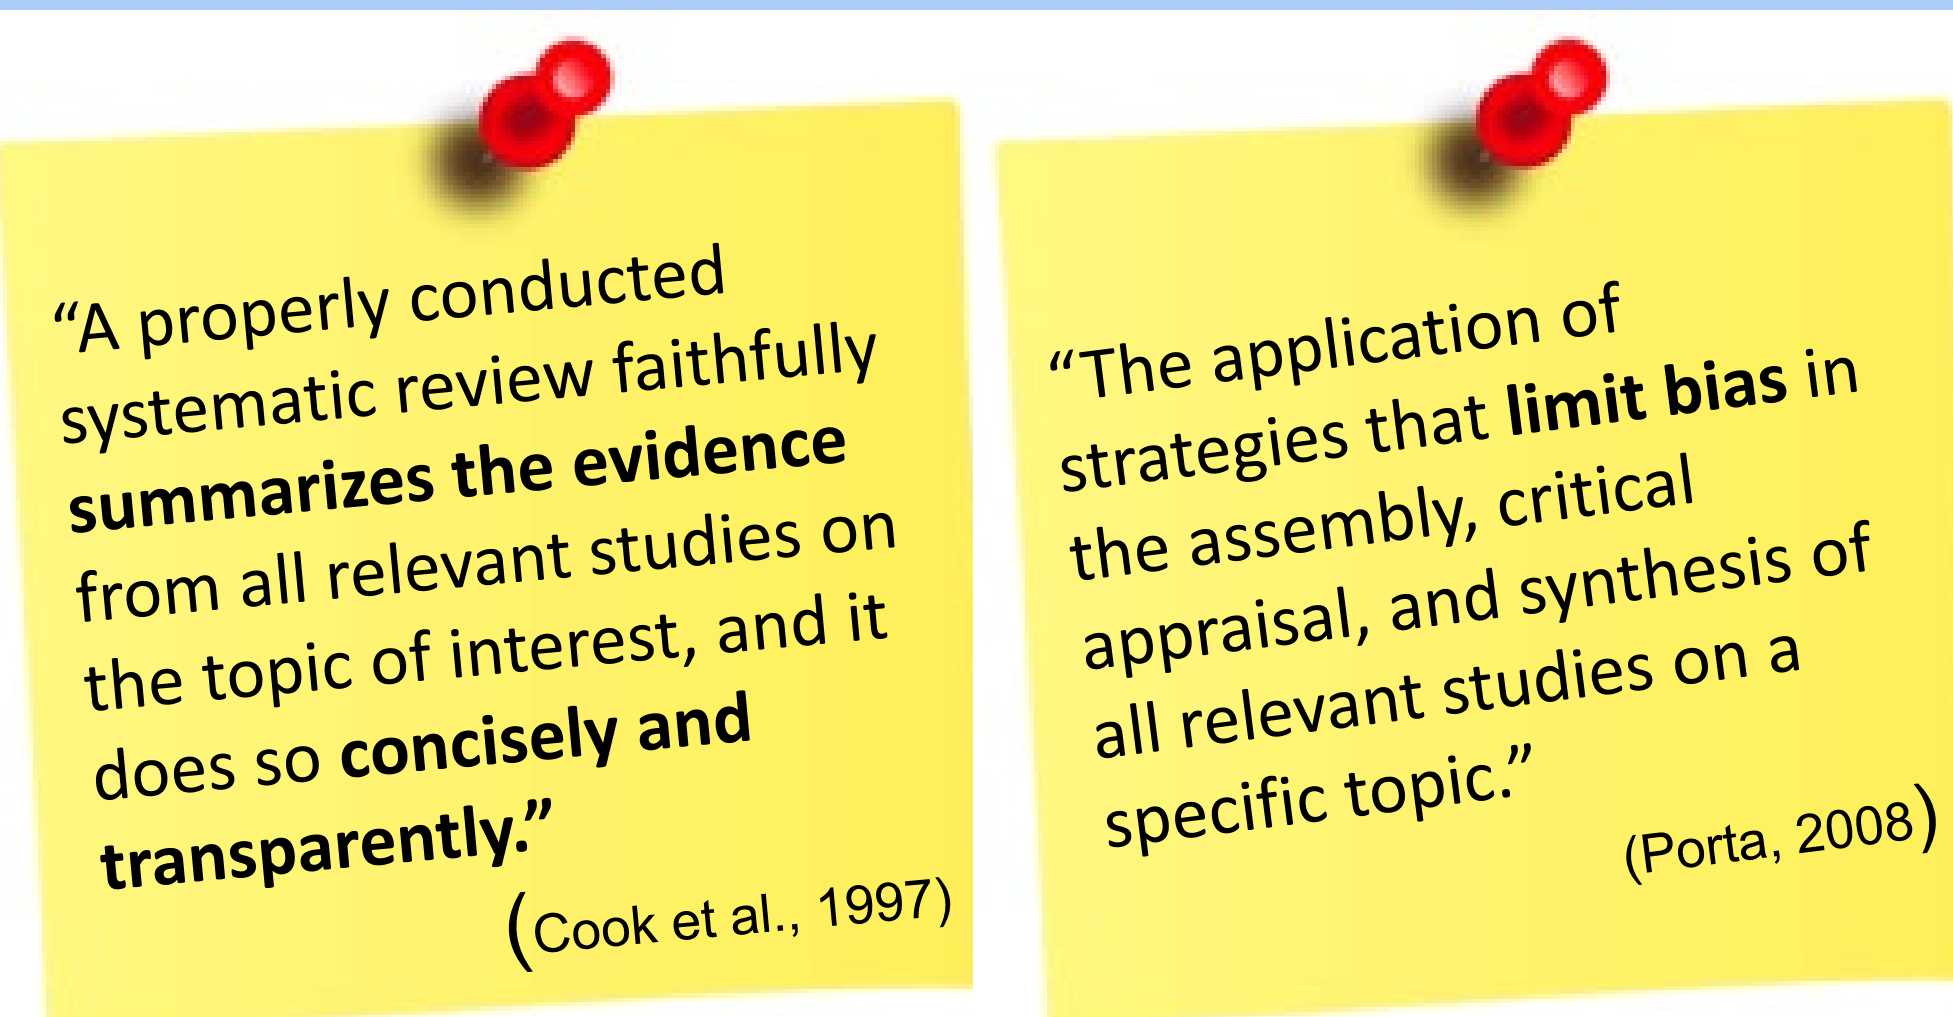 “A properly conducted
systematic review faithfully
summarizes the evidence
from all relevant studies on
the topic of interest, and it
does so concisely and
transparently.”
(Cook et al., 1997)
“The application of
strategies that limit bias in
the assembly, critical
appraisal, and synthesis of
all relevant studies on a
specific topic.”
(Porta, 2008)